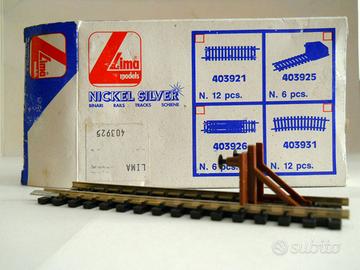 Lima
models
NICKEL SILVER
BINARI RAILS TRACKS SCHIENE
403925
LIMA
403921
N. 12 pcs.
403925
N. 6 pcs.
403926
N. 6
403931
12 pcs.
Lima
subito